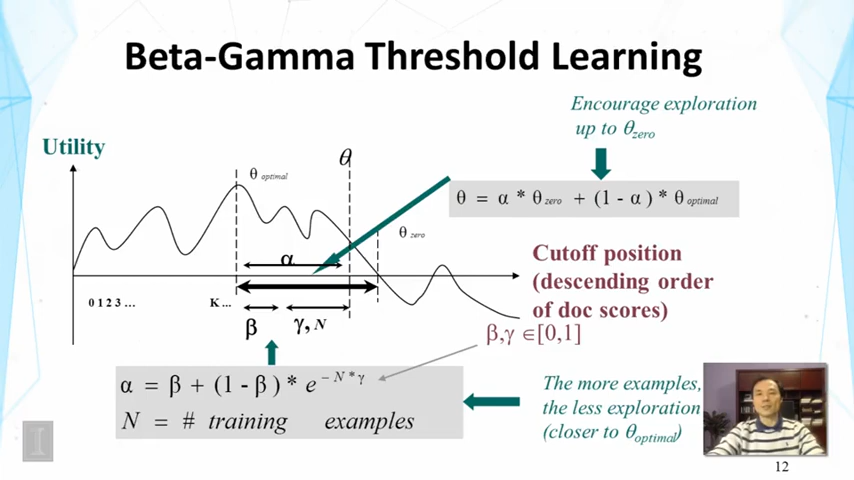 Beta-Gamma Threshold Learning
Encourage exploration
up to θzero
Utility
θ optimal
θ
θ = α * θ zero + (1 - α) * θ optimal
θ zero
α
Cutoff position
(descending order
of doc scores)
0 1 2 3 ...
K ...
β
γ, N
β,γ ∈[0,1]
α = β + (1 - β) * e^{- N * γ}
N = # training examples
The more examples,
the less exploration
(closer to θoptimal)
I
12